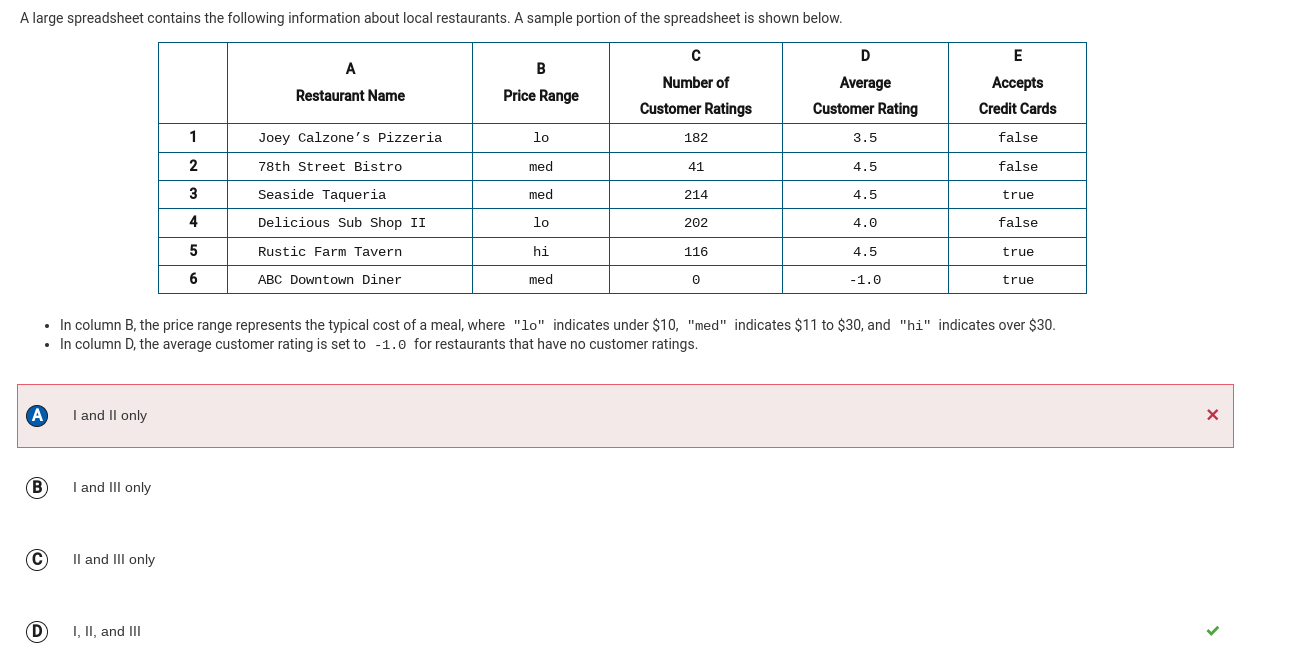 A large spreadsheet contains the following information about local restaurants. A sample portion of the spreadsheet is shown below.
A Restaurant Name B Price Range C Number of Customer Ratings D Average Customer Rating E Accepts Credit Cards
1 Joey Calzone’s Pizzeria lo 182 3.5 false
2 78th Street Bistro med 41 4.5 false
3 Seaside Taqueria med 214 4.5 true
4 Delicious Sub Shop II lo 202 4.0 false
5 Rustic Farm Tavern hi 116 4.5 true
6 ABC Downtown Diner med 0 -1.0 true
• In column B, the price range represents the typical cost of a meal, where "lo" indicates under $10, "med" indicates $11 to $30, and "hi" indicates over $30.
• In column D, the average customer rating is set to -1.0 for restaurants that have no customer ratings.
A I and II only
B I and III only
C II and III only
D I, II, and III